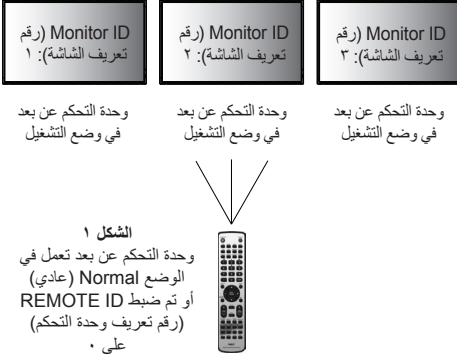 Monitor ID (رقم
تعريف الشاشة): ١
Monitor ID (رقم
تعريف الشاشة): ٢
Monitor ID (رقم
تعريف الشاشة): ٣
وحدة التحكم عن بعد
في وضع التشغيل
وحدة التحكم عن بعد
في وضع التشغيل
وحدة التحكم عن بعد
في وضع التشغيل
الشكل ١
وحدة التحكم عن بعد تعمل في
الوضع Normal (عادي)
أو تم ضبط REMOTE ID
(رقم تعريف وحدة التحكم)
على ٠